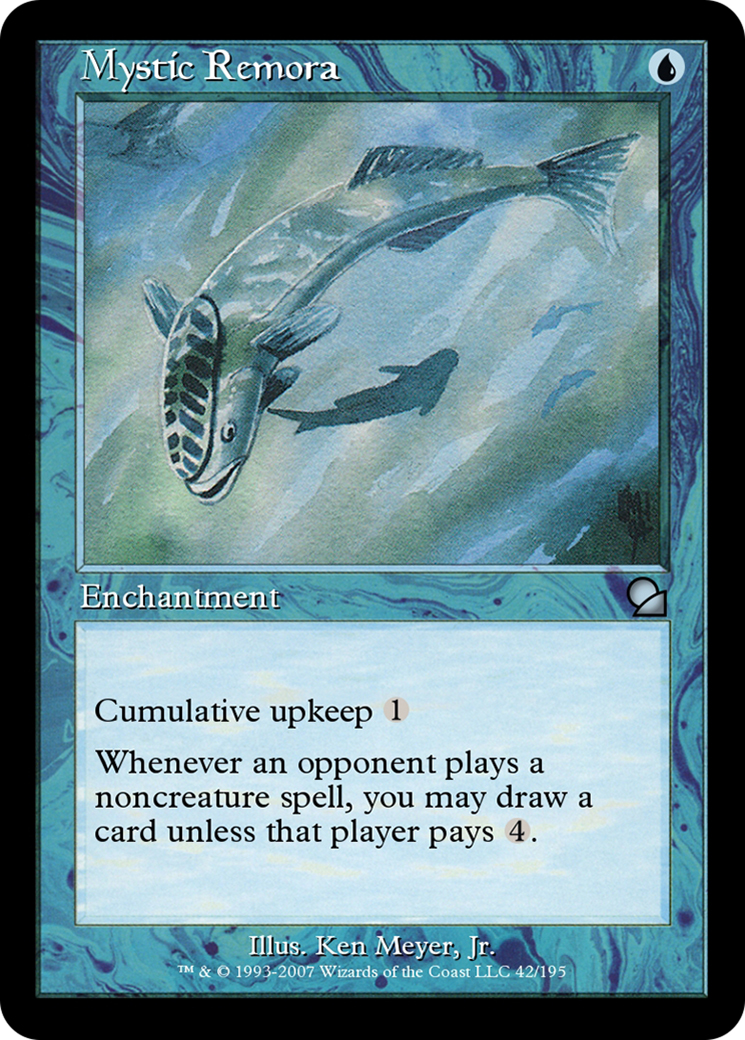 Mystic Remora
Enchantment
Cumulative upkeep 1
Whenever an opponent plays a
noncreature spell, you may draw a
card unless that player pays 4.
Illus. Ken Meyer, Jr.
™ & © 1993-2007 Wizards of the Coast LLC 42/195